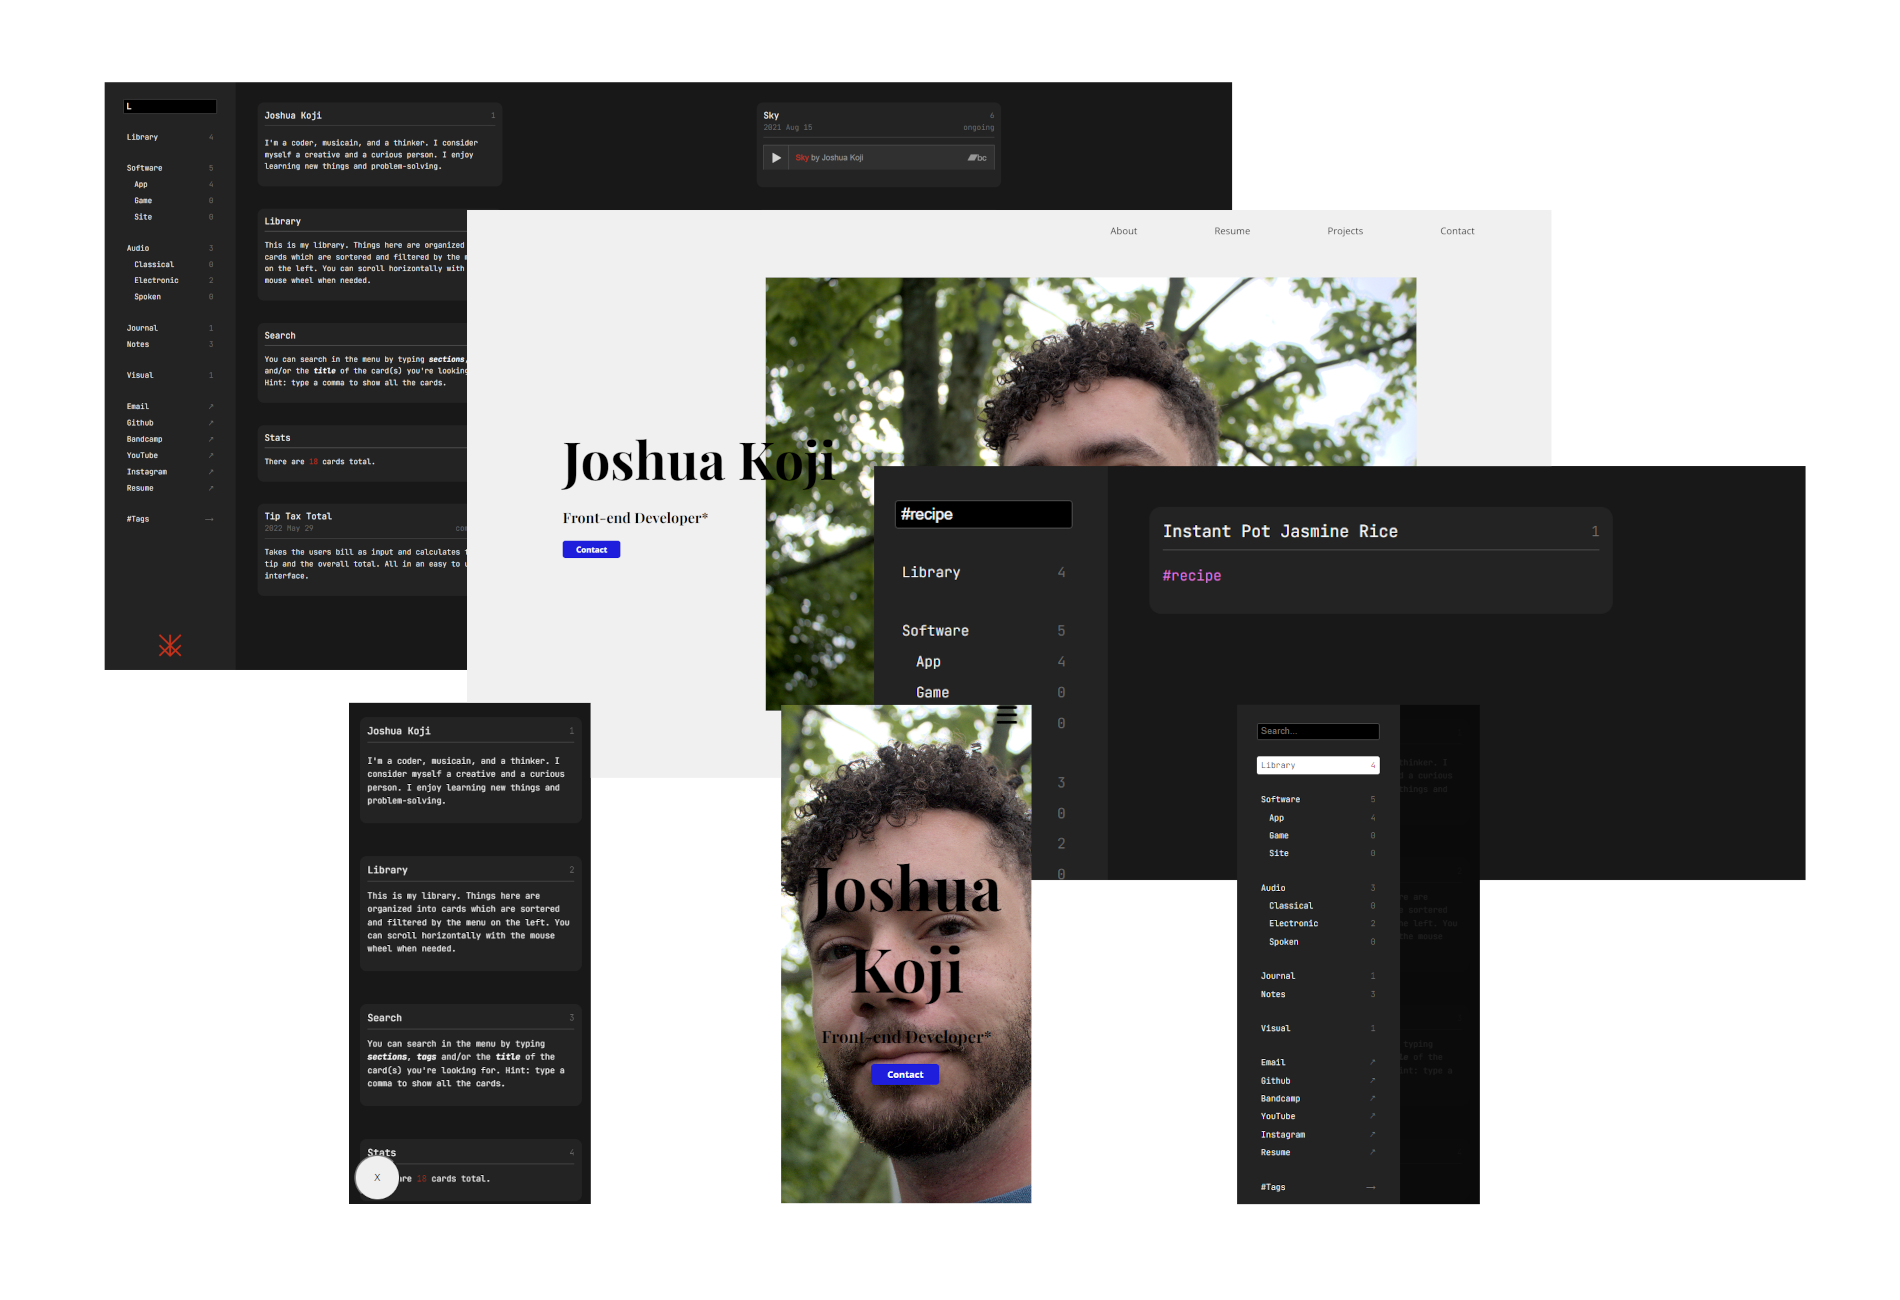 L
Library 4
Software 5
App 4
Game 0
Site 0
Audio 3
Classical 0
Electronic 2
Spoken 0
Journal 1
Notes 3
Visual 1
Email ↗
Github ↗
Bandcamp ↗
YouTube ↗
Instagram ↗
Resume ↗
#Tags →
Joshua Koji 1
I'm a coder, musicain, and a thinker. I consider
myself a creative and a curious person. I enjoy
learning new things and problem-solving.
Library
This is my library. Things here are organized
cards which are sortered and filtered by the
on the left. You can scroll horizontally with
mouse wheel when needed.
Search
You can search in the menu by typing sections,
and/or the title of the card(s) you're looking
Hint: type a comma to show all the cards.
Stats
There are 18 cards total.
Tip Tax Total
2022 May 29
Takes the users bill as input and calculates
tip and the overall total. All in an easy to
interface.
Sky 6
2021 Aug 15 ongoing
Sky by Joshua Koji bc
About Resume Projects Contact
Joshua Koji
Front-end Developer*
Contact
#recipe
Library 4
Software 5
App 4
Game 0
0
3
0
2
0
Instant Pot Jasmine Rice 1
#recipe
Joshua Koji 1
I'm a coder, musicain, and a thinker. I
consider myself a creative and a curious
person. I enjoy learning new things and
problem-solving.
Library 2
This is my library. Things here are
organized into cards which are sortered
and filtered by the menu on the left. You
can scroll horizontally with the mouse
wheel when needed.
Search 3
You can search in the menu by typing
sections, tags and/or the title of the
card(s) you're looking for. Hint: type a
comma to show all the cards.
Stats 4
are 18 cards total.
X
Joshua
Koji
Front-end Developer*
Contact
Search...
Library 4
Software 5
App 4
Game 0
Site 0
Audio 3
Classical 0
Electronic 2
Spoken 0
Journal 1
Notes 3
Visual 1
Email ↗
Github ↗
Bandcamp ↗
YouTube ↗
Instagram ↗
Resume ↗
#Tags →
thinker. I
a curious
things and
are
sortered
left. You
the mouse
typing
of the
type a